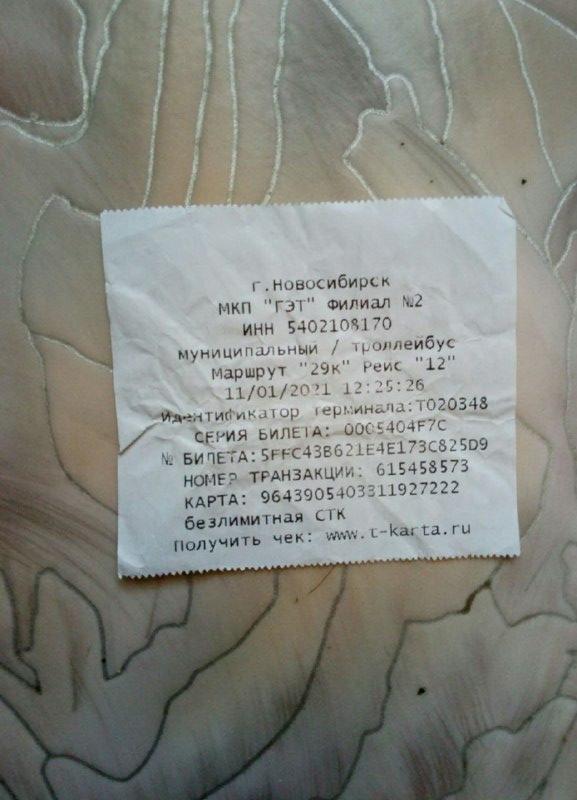 г.Новосибирск
МКП "ГЭТ" Филиал №2
ИНН 5402108170
муниципальный / троллейбус
Маршрут "29к" Рейс "12"
11/01/2021 12:25:26
Идентификатор терминала:Т020348
СЕРИЯ БИЛЕТА: 0005404F7C
№ БИЛЕТА:5FFC43B621E4E173C825D9
НОМЕР ТРАНЗАКЦИИ: 615458573
КАРТА: 9643905403311927222
безлимитная СТК
Получить чек: www.t-karta.ru